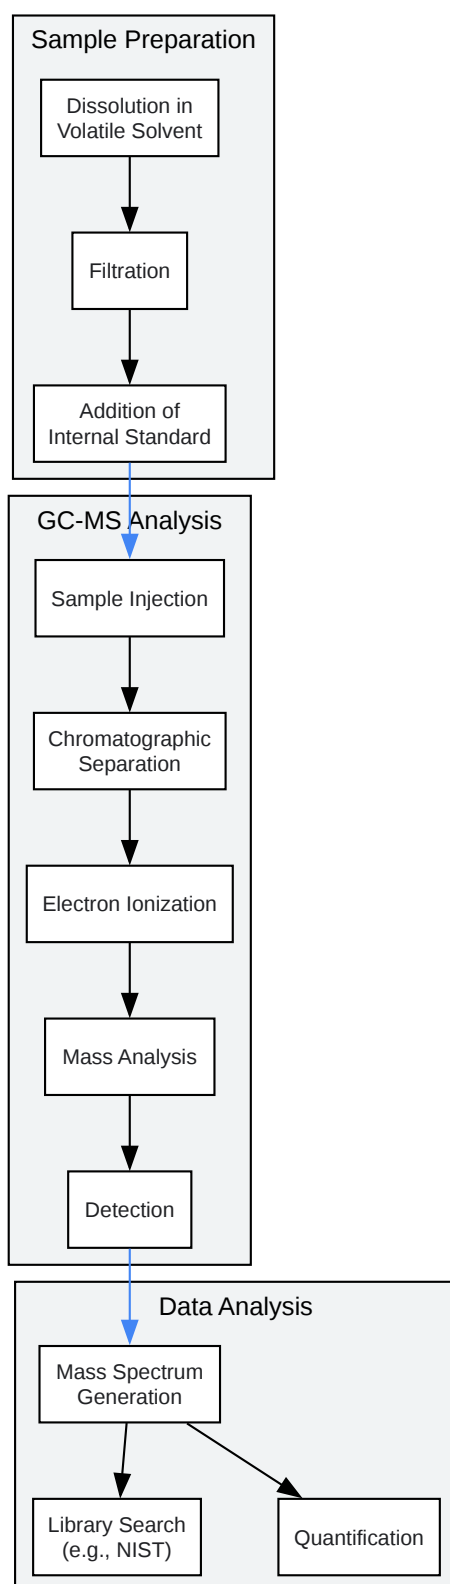 Sample Preparation
Dissolution in
Volatile Solvent
Filtration
Addition of
Internal Standard
GC-MS Analysis
Sample Injection
Chromatographic
Separation
Electron Ionization
Mass Analysis
Detection
Data Analysis
Mass Spectrum
Generation
Library Search
(e.g., NIST)
Quantification